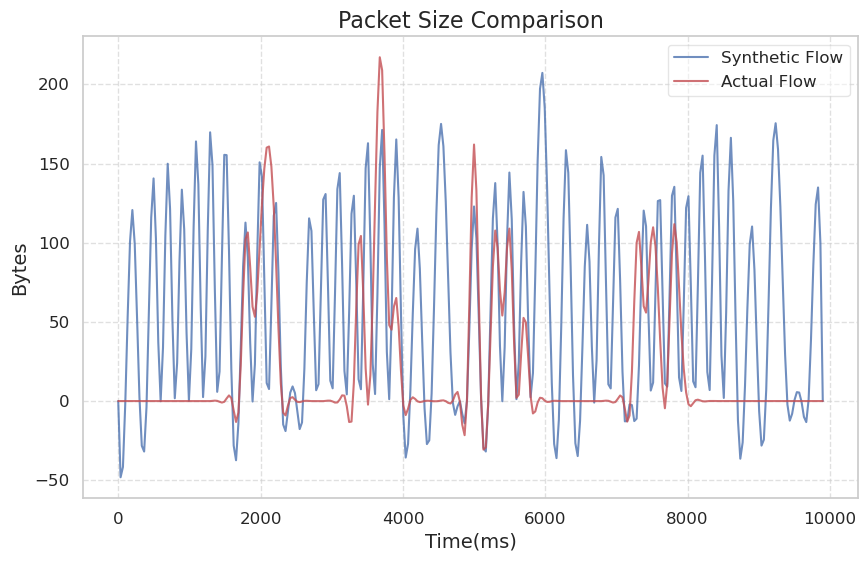 Packet Size Comparison
Synthetic Flow
Actual Flow
Bytes
200
150
100
50
0
−50
0 2000 4000 6000 8000 10000
Time(ms)